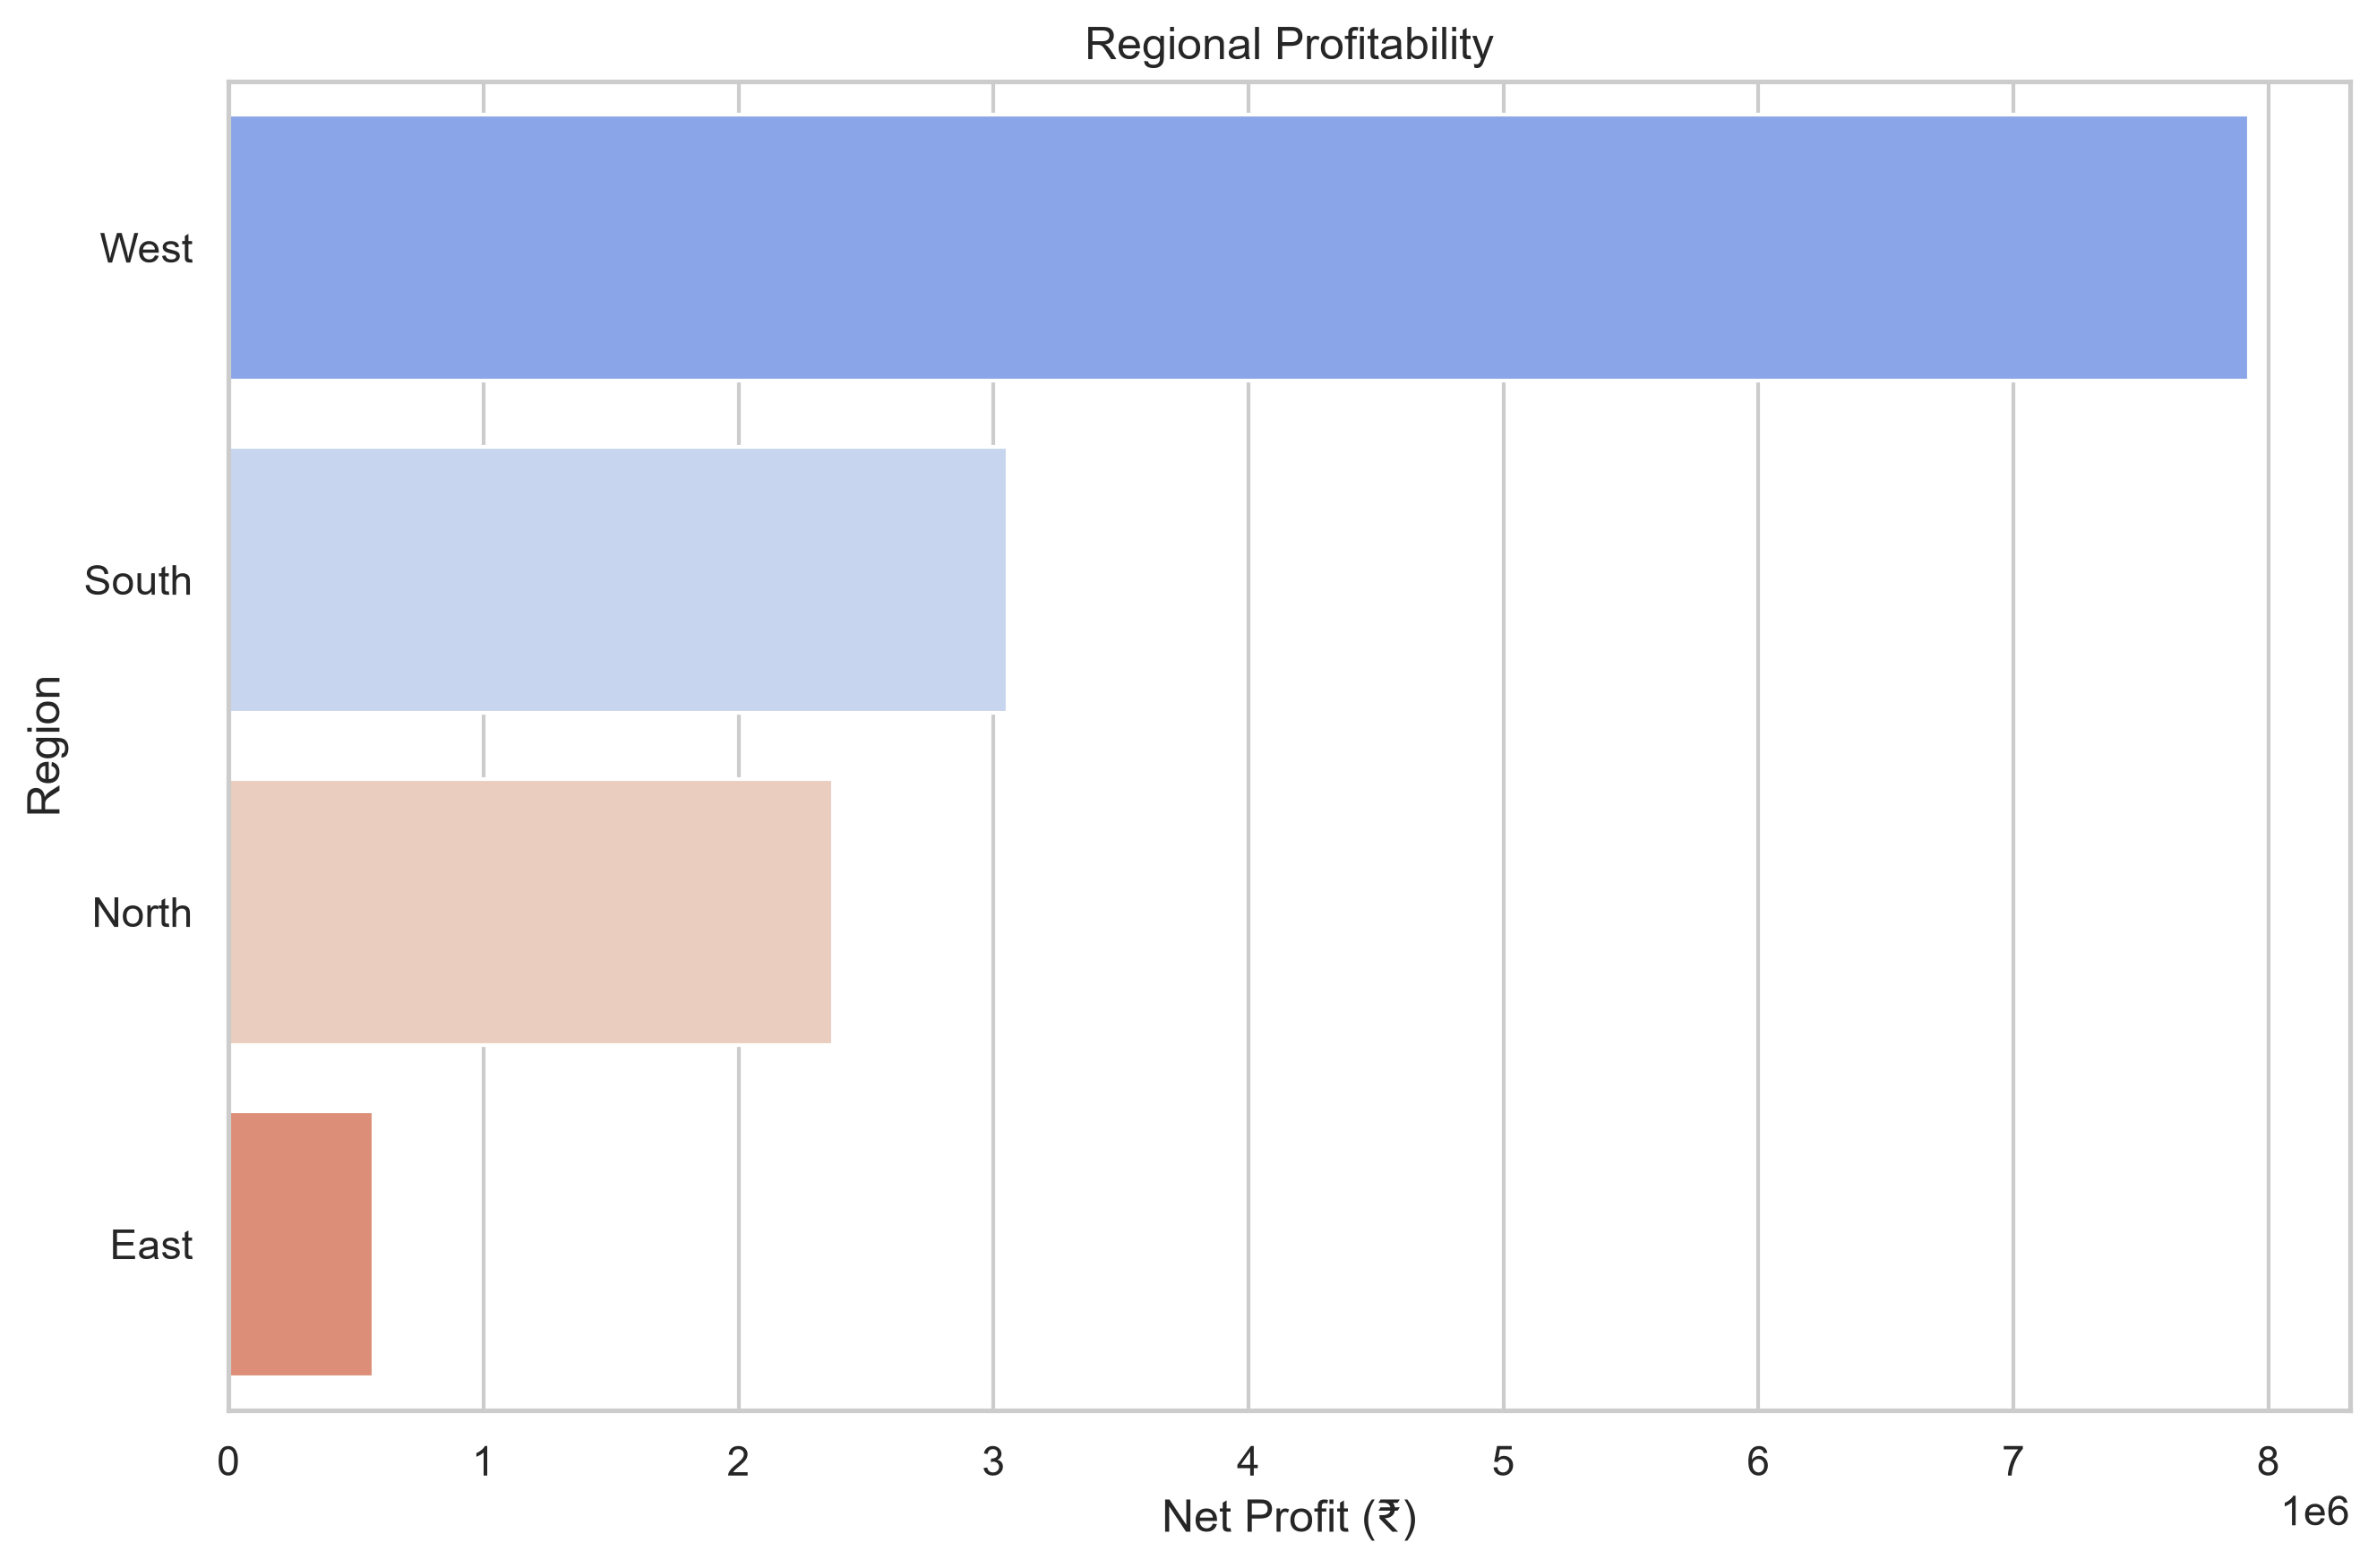 Regional Profitability
West
South
North
East
Region
0 1 2 3 4 5 6 7 8
1e6
Net Profit (₹)